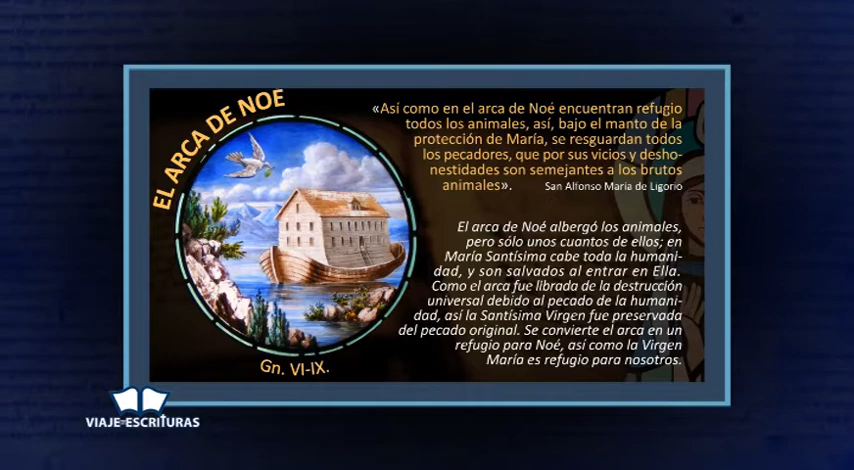 EL ARCA DE NOE
«Así como en el arca de Noé encuentran refugio
todos los animales, así, bajo el manto de la
protección de María, se resguardan todos
los pecadores, que por sus vicios y desho-
nestidades son semejantes a los brutos
animales». San Alfonso Maria de Ligorio
El arca de Noé albergó los animales,
pero sólo unos cuantos de ellos; en
María Santísima cabe toda la humani-
dad, y son salvados al entrar en Ella.
Como el arca fue librada de la destrucción
universal debido al pecado de la humani-
dad, así la Santísima Virgen fue preservada
del pecado original. Se convierte el arca en un
refugio para Noé, así como la Virgen
María es refugio para nosotros.
Gn. VI-IX.
VIAJE ESCRITURAS